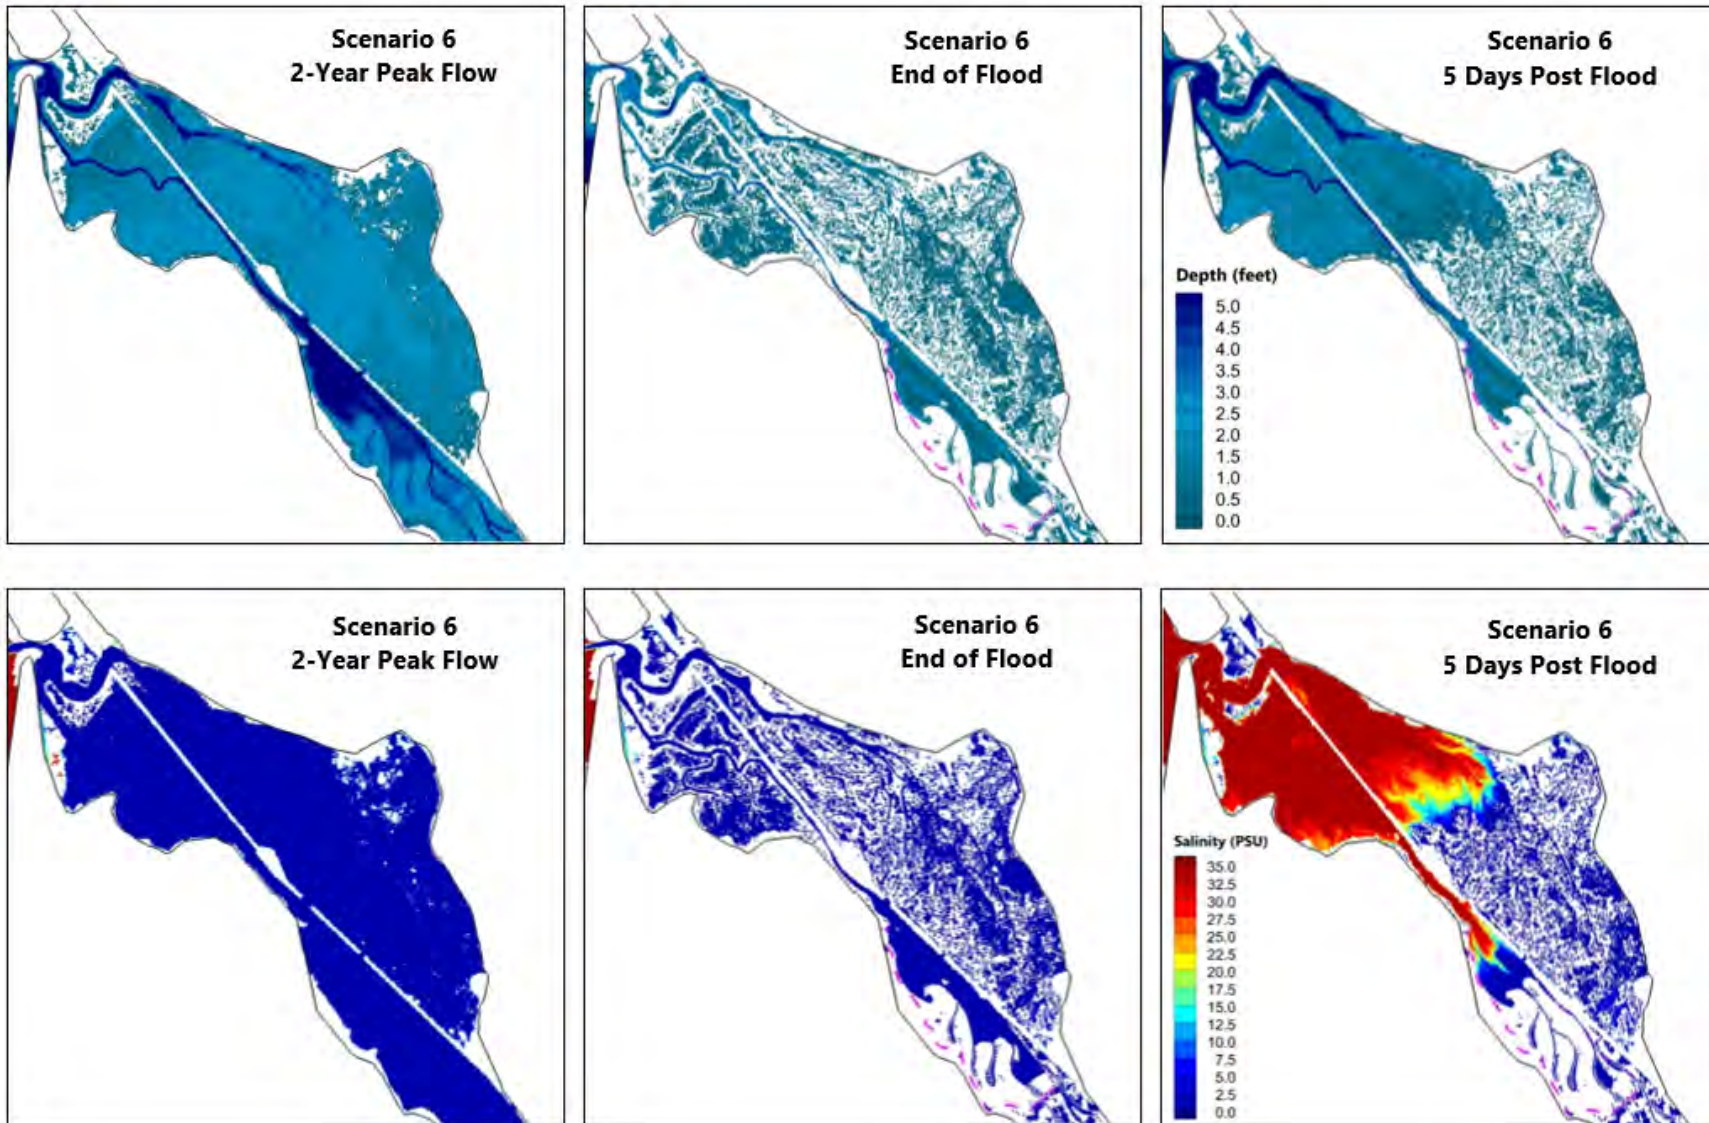 Scenario 6
2-Year Peak Flow
Scenario 6
End of Flood
Scenario 6
5 Days Post Flood
Depth (feet)
5.0
4.5
4.0
3.5
3.0
2.5
2.0
1.5
1.0
0.5
0.0
Scenario 6
2-Year Peak Flow
Scenario 6
End of Flood
Scenario 6
5 Days Post Flood
Salinity (PSU)
35.0
32.5
30.0
27.5
25.0
22.5
20.0
17.5
15.0
12.5
10.0
7.5
5.0
2.5
0.0